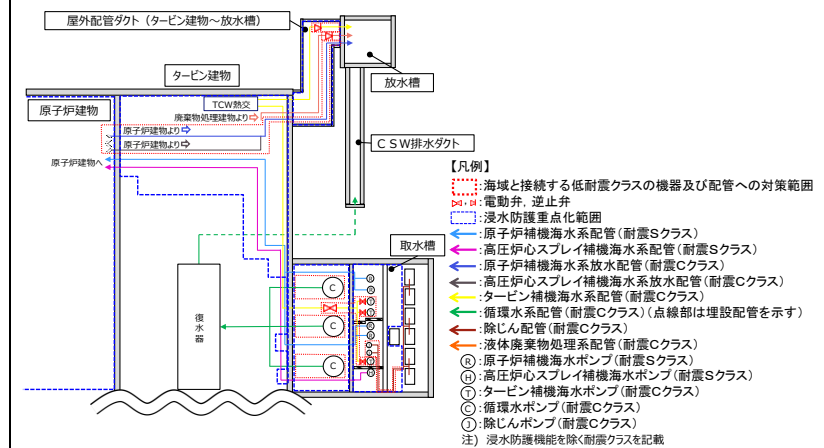 屋外配管ダクト（タービン建物～放水槽）
放水槽
タービン建物
原子炉建物
TCW熱交
廃棄物処理建物より⇨
原子炉建物より⇨
原子炉建物より⇨
原子炉建物へ
ＣＳＷ排水ダクト
取水槽
復水器
C
C
C
【凡例】
：海域と接続する低耐震クラスの機器及び配管への対策範囲
：電動弁，逆止弁
：浸水防護重点化範囲
：原子炉補機海水系配管（耐震Sクラス）
：高圧炉心スプレイ補機海水系配管（耐震Sクラス）
：原子炉補機海水系放水配管（耐震Cクラス）
：高圧炉心スプレイ補機海水系放水配管（耐震Cクラス）
：タービン補機海水系配管（耐震Cクラス）
：循環水系配管（耐震Cクラス）（点線部は埋設配管を示す）
：除じん配管（耐震Cクラス）
：液体廃棄物処理系配管（耐震Cクラス）
Ⓡ：原子炉補機海水ポンプ（耐震Sクラス）
Ⓗ：高圧炉心スプレイ補機海水ポンプ（耐震Sクラス）
Ⓣ：タービン補機海水ポンプ（耐震Cクラス）
Ⓒ：循環水ポンプ（耐震Cクラス）
Ⓙ：除じんポンプ（耐震Cクラス）
注）浸水防護機能を除く耐震クラスを記載